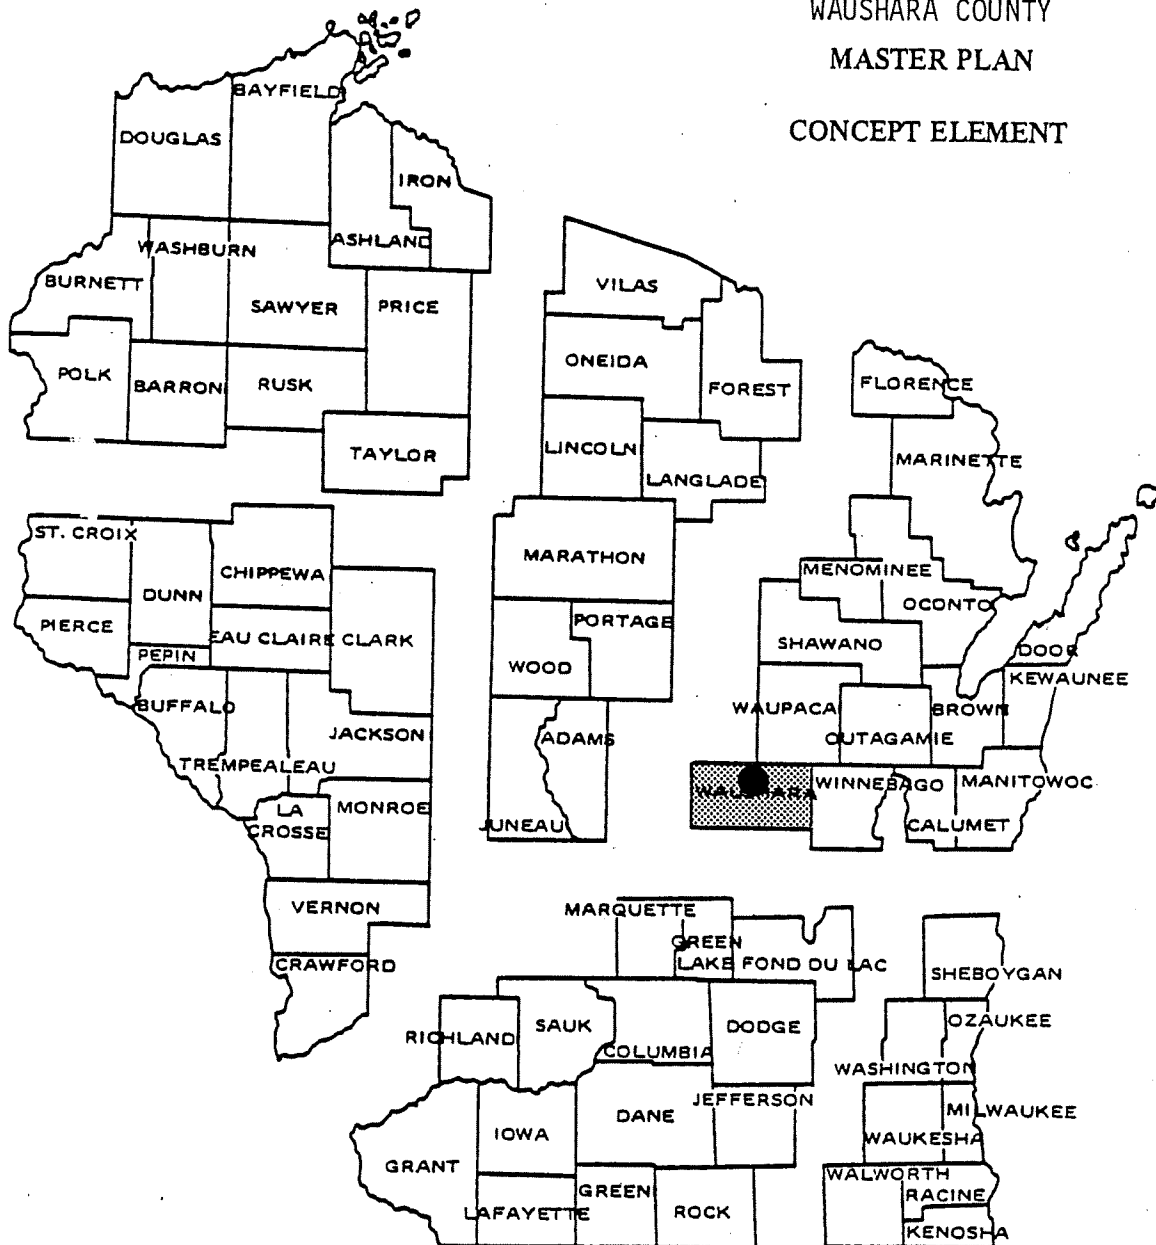 WAUSHARA COUNTY
MASTER PLAN
CONCEPT ELEMENT
BAYFIELD
DOUGLAS
IRON
ASHLAND
WASHBURN
BURNETT
SAWYER
PRICE
POLK
BARRON
RUSK
TAYLOR
VILAS
ONEIDA
FOREST
LINCOLN
LANGLADE
FLORENCE
MARINETTE
ST. CROIX
CHIPPEWA
DUNN
PIERCE
EAU CLAIRE
CLARK
PEPIN
BUFFALO
JACKSON
TREMPEALEAU
LA
CROSSE
MONROE
VERNON
CRAWFORD
MARATHON
PORTAGE
WOOD
ADAMS
JUNEAU
MENOMINEE
OCONTO
SHAWANO
DOOR
KEWAUNEE
WAUPACA
BROWN
OUTAGAMIE
WAUSHARA
WINNEBAGO
MANITOWOC
CALUMET
MARQUETTE
GREEN
LAKE
FOND DU LAC
SHEBOYGAN
RICHLAND
SAUK
COLUMBIA
DODGE
OZAUKEE
WASHINGTON
DANE
JEFFERSON
MILWAUKEE
IOWA
WAUKESHA
GRANT
LAFAYETTE
GREEN
ROCK
WALWORTH
RACINE
KENOSHA